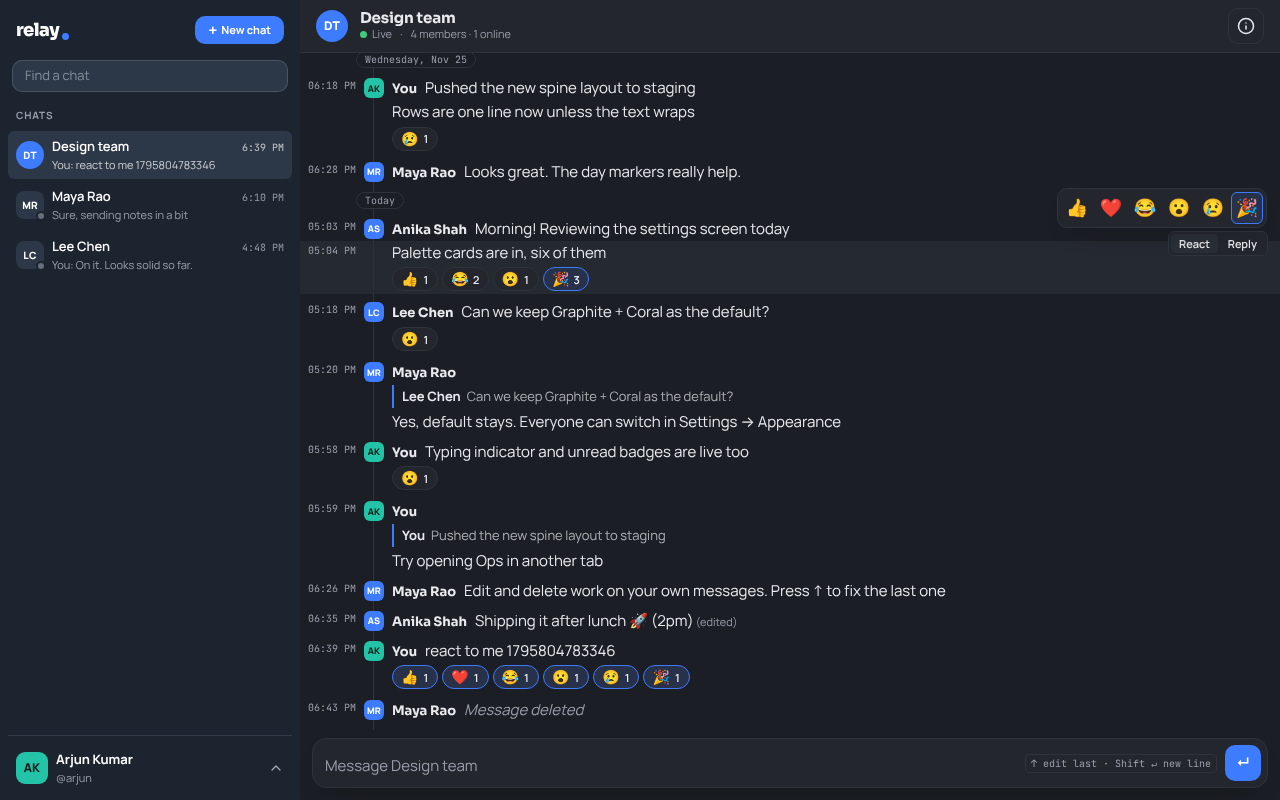 relay.
+ New chat
Find a chat
CHATS
DT
Design team
6:39 PM
You: react to me 1795804783346
MR
Maya Rao
6:10 PM
Sure, sending notes in a bit
LC
Lee Chen
4:48 PM
You: On it. Looks solid so far.
AK
Arjun Kumar
@arjun
DT
Design team
Live · 4 members · 1 online
Wednesday, Nov 25
06:18 PM AK You Pushed the new spine layout to staging
Rows are one line now unless the text wraps
😢 1
06:28 PM MR Maya Rao Looks great. The day markers really help.
Today
👍 ❤️ 😂 😮 😢 🎉
05:03 PM AS Anika Shah Morning! Reviewing the settings screen today
React Reply
05:04 PM Palette cards are in, six of them
👍 1 😂 2 😮 1 🎉 3
05:18 PM LC Lee Chen Can we keep Graphite + Coral as the default?
😮 1
05:20 PM MR Maya Rao
Lee Chen Can we keep Graphite + Coral as the default?
Yes, default stays. Everyone can switch in Settings → Appearance
05:58 PM AK You Typing indicator and unread badges are live too
😮 1
05:59 PM AK You
You Pushed the new spine layout to staging
Try opening Ops in another tab
06:26 PM MR Maya Rao Edit and delete work on your own messages. Press ↑ to fix the last one
06:35 PM AS Anika Shah Shipping it after lunch 🚀 (2pm) (edited)
06:39 PM AK You react to me 1795804783346
👍 1 ❤️ 1 😂 1 😮 1 😢 1 🎉 1
06:43 PM MR Maya Rao Message deleted
Message Design team
↑ edit last · Shift ↵ new line